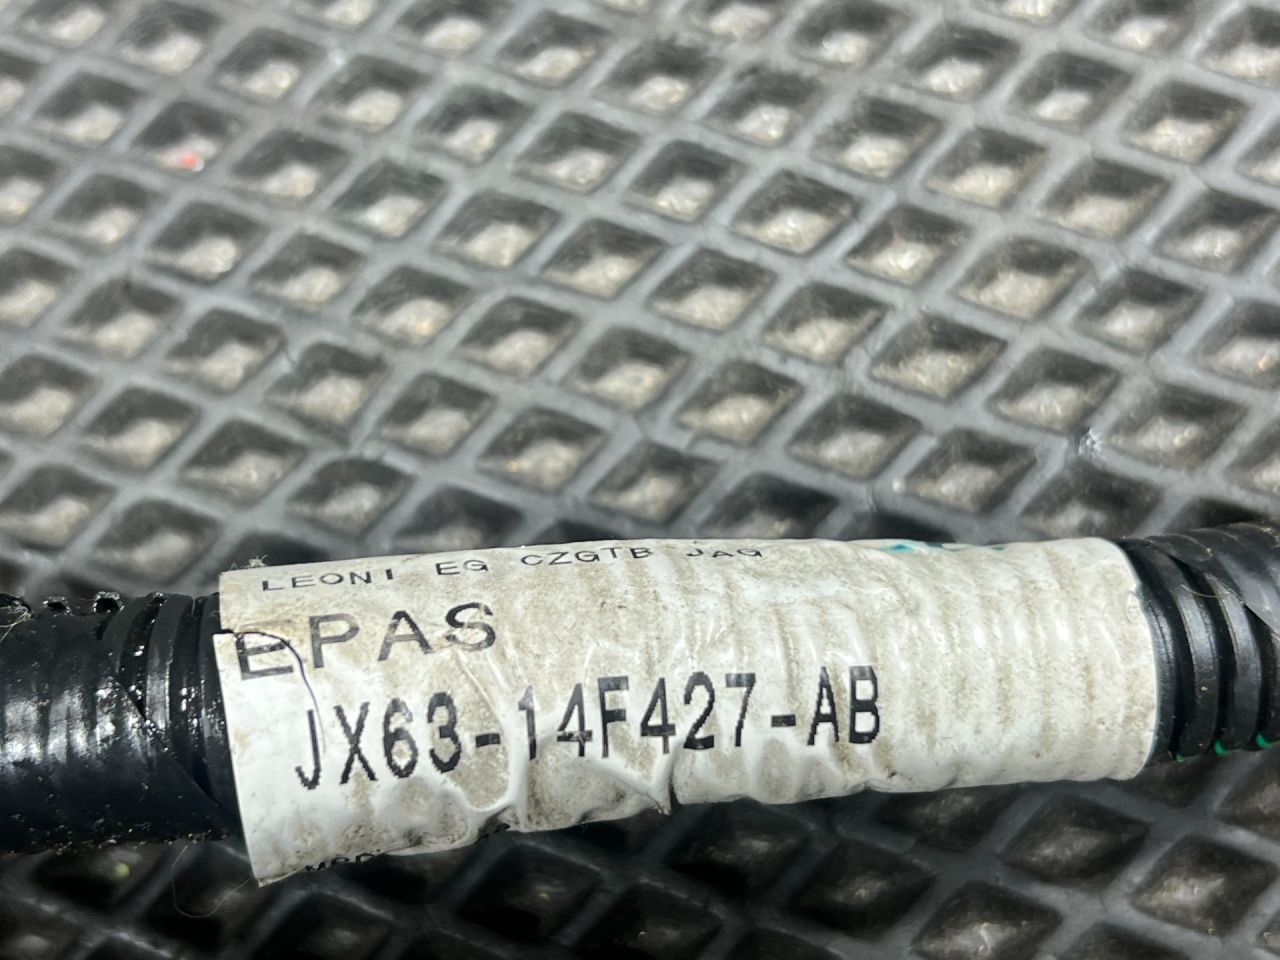 LEONI EG CZGTB JAG
EPAS
JX63-14F427-AB